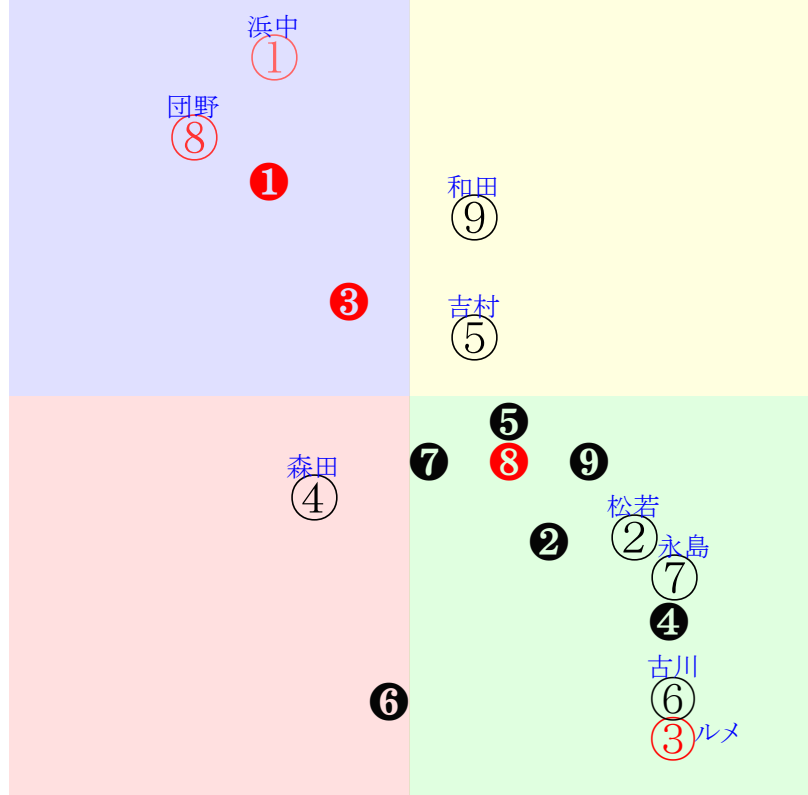 浜中
①
団野
⑧
❶
和田
⑨
❸
吉村
⑤
❺
❼
❽
❾
森田
④
松若
②
❷
永島
⑦
❹
古川
⑥
❻
③ルメ